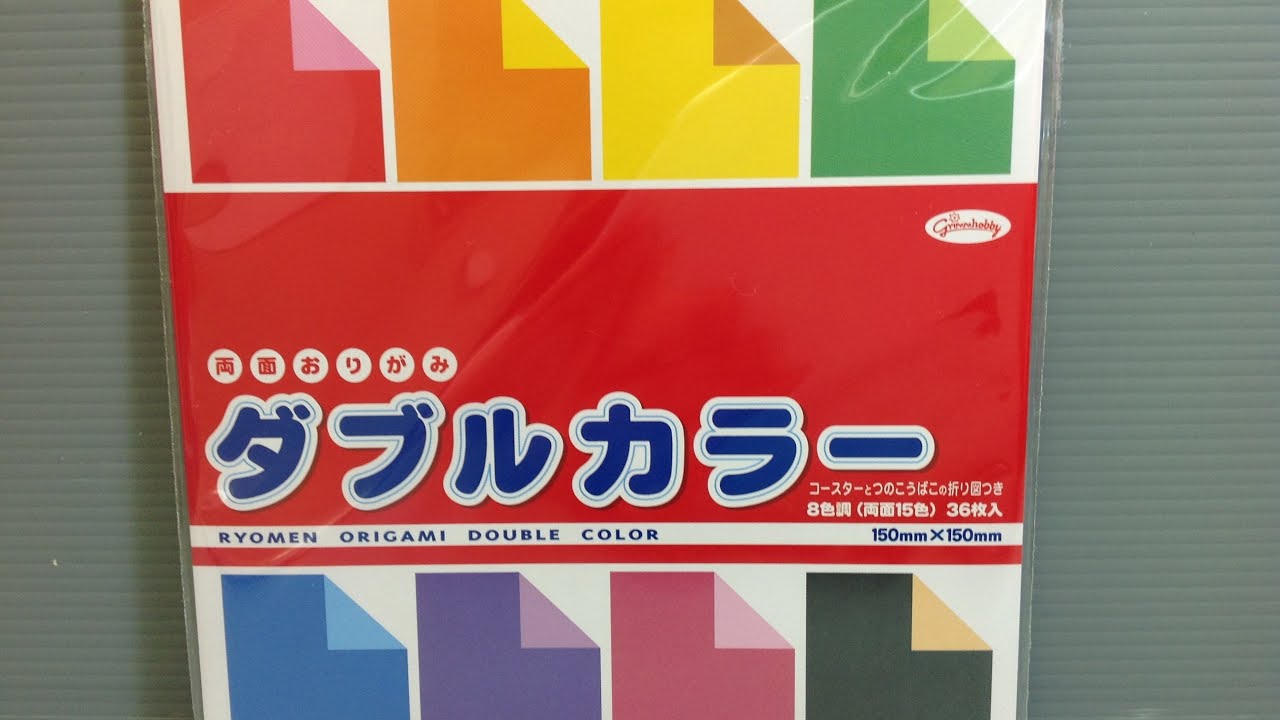 Grimmhobby
両面おりがみ
ダブルカラー
コースターとつのこうばこの折り図つき
8色調（両面15色）36枚入
RYOMEN ORIGAMI DOUBLE COLOR
150mm×150mm